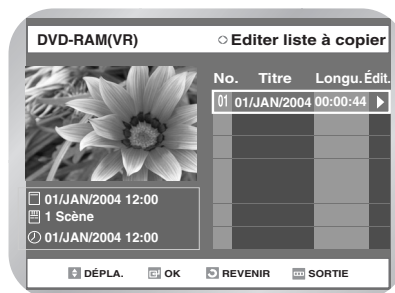 DVD-RAM(VR) Editer liste à copier
No. Titre Longu. Édit.
01 01/JAN/2004 00:00:44
01/JAN/2004 12:00
1 Scène
01/JAN/2004 12:00
DÉPLA. OK REVENIR SORTIE